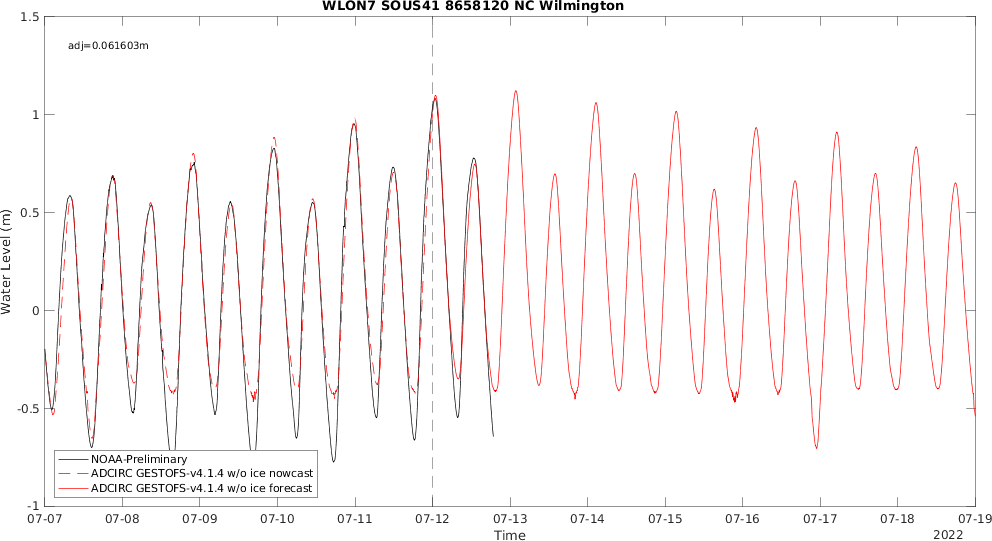 WLON7 SOUS41 8658120 NC Wilmington
adj=0.061603m
1.5
1
0.5
0
-0.5
-1
Water Level (m)
NOAA-Preliminary
ADCIRC GESTOFS-v4.1.4 w/o ice nowcast
ADCIRC GESTOFS-v4.1.4 w/o ice forecast
07-07 07-08 07-09 07-10 07-11 07-12 07-13 07-14 07-15 07-16 07-17 07-18 07-19
Time
2022